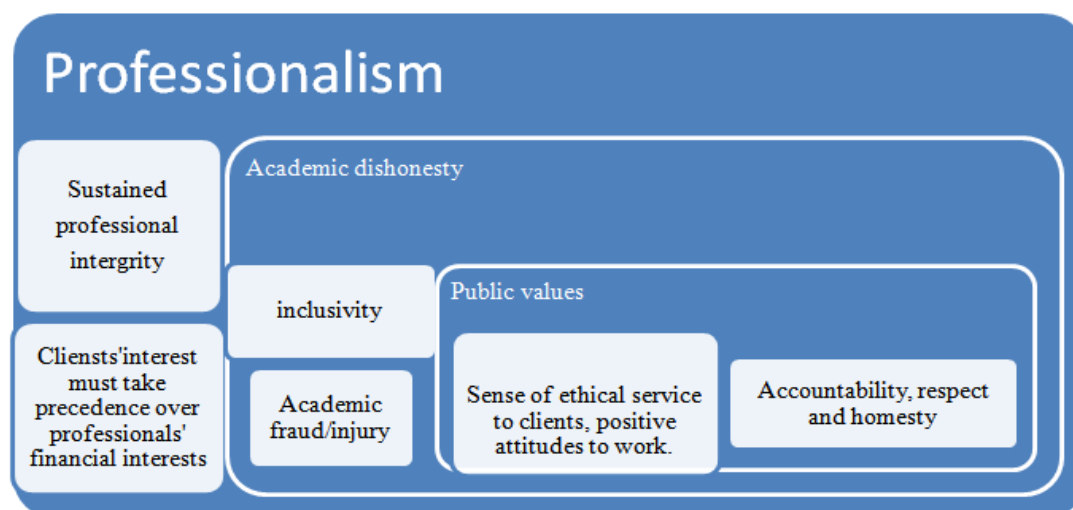 Professionalism
Sustained
professional
intergrity
Cliensts'interest
must take
precedence over
professionals'
financial interests
Academic dishonesty
inclusivity
Academic
fraud/injury
Public values
Sense of ethical service
to clients, positive
attitudes to work.
Accountability, respect
and homesty